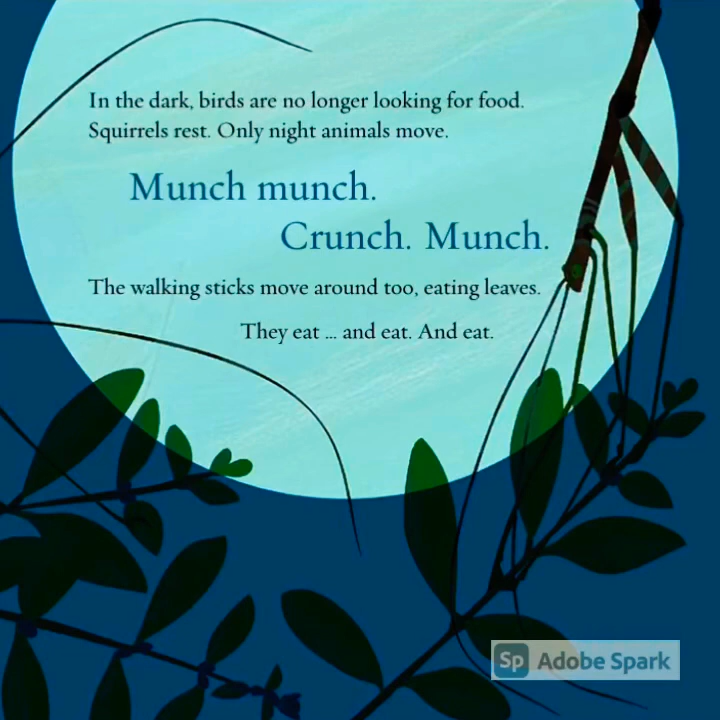 In the dark, birds are no longer looking for food.
Squirrels rest. Only night animals move.
Munch munch.
Crunch. Munch.
The walking sticks move around too, eating leaves.
They eat ... and eat. And eat.
Sp Adobe Spark